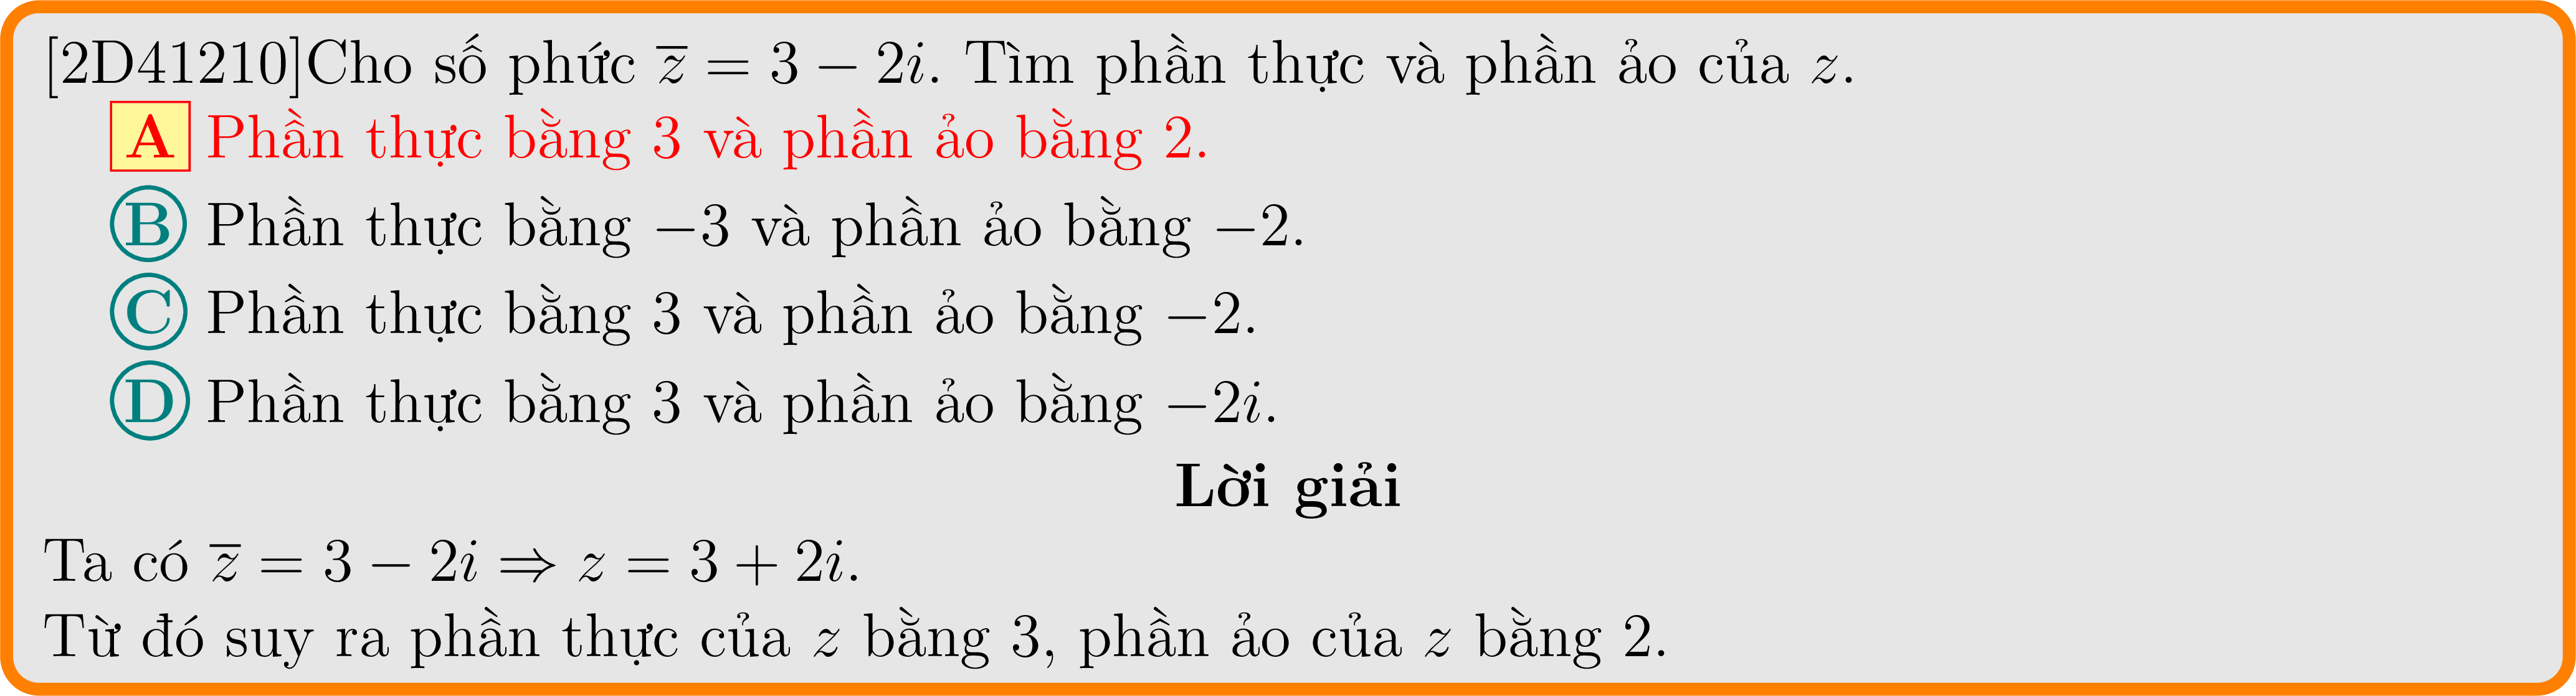 [2D41210]Cho số phức z̅ = 3 − 2i. Tìm phần thực và phần ảo của z.
A Phần thực bằng 3 và phần ảo bằng 2.
B Phần thực bằng −3 và phần ảo bằng −2.
C Phần thực bằng 3 và phần ảo bằng −2.
D Phần thực bằng 3 và phần ảo bằng −2i.
Lời giải
Ta có z̅ = 3 − 2i ⇒ z = 3 + 2i.
Từ đó suy ra phần thực của z bằng 3, phần ảo của z bằng 2.